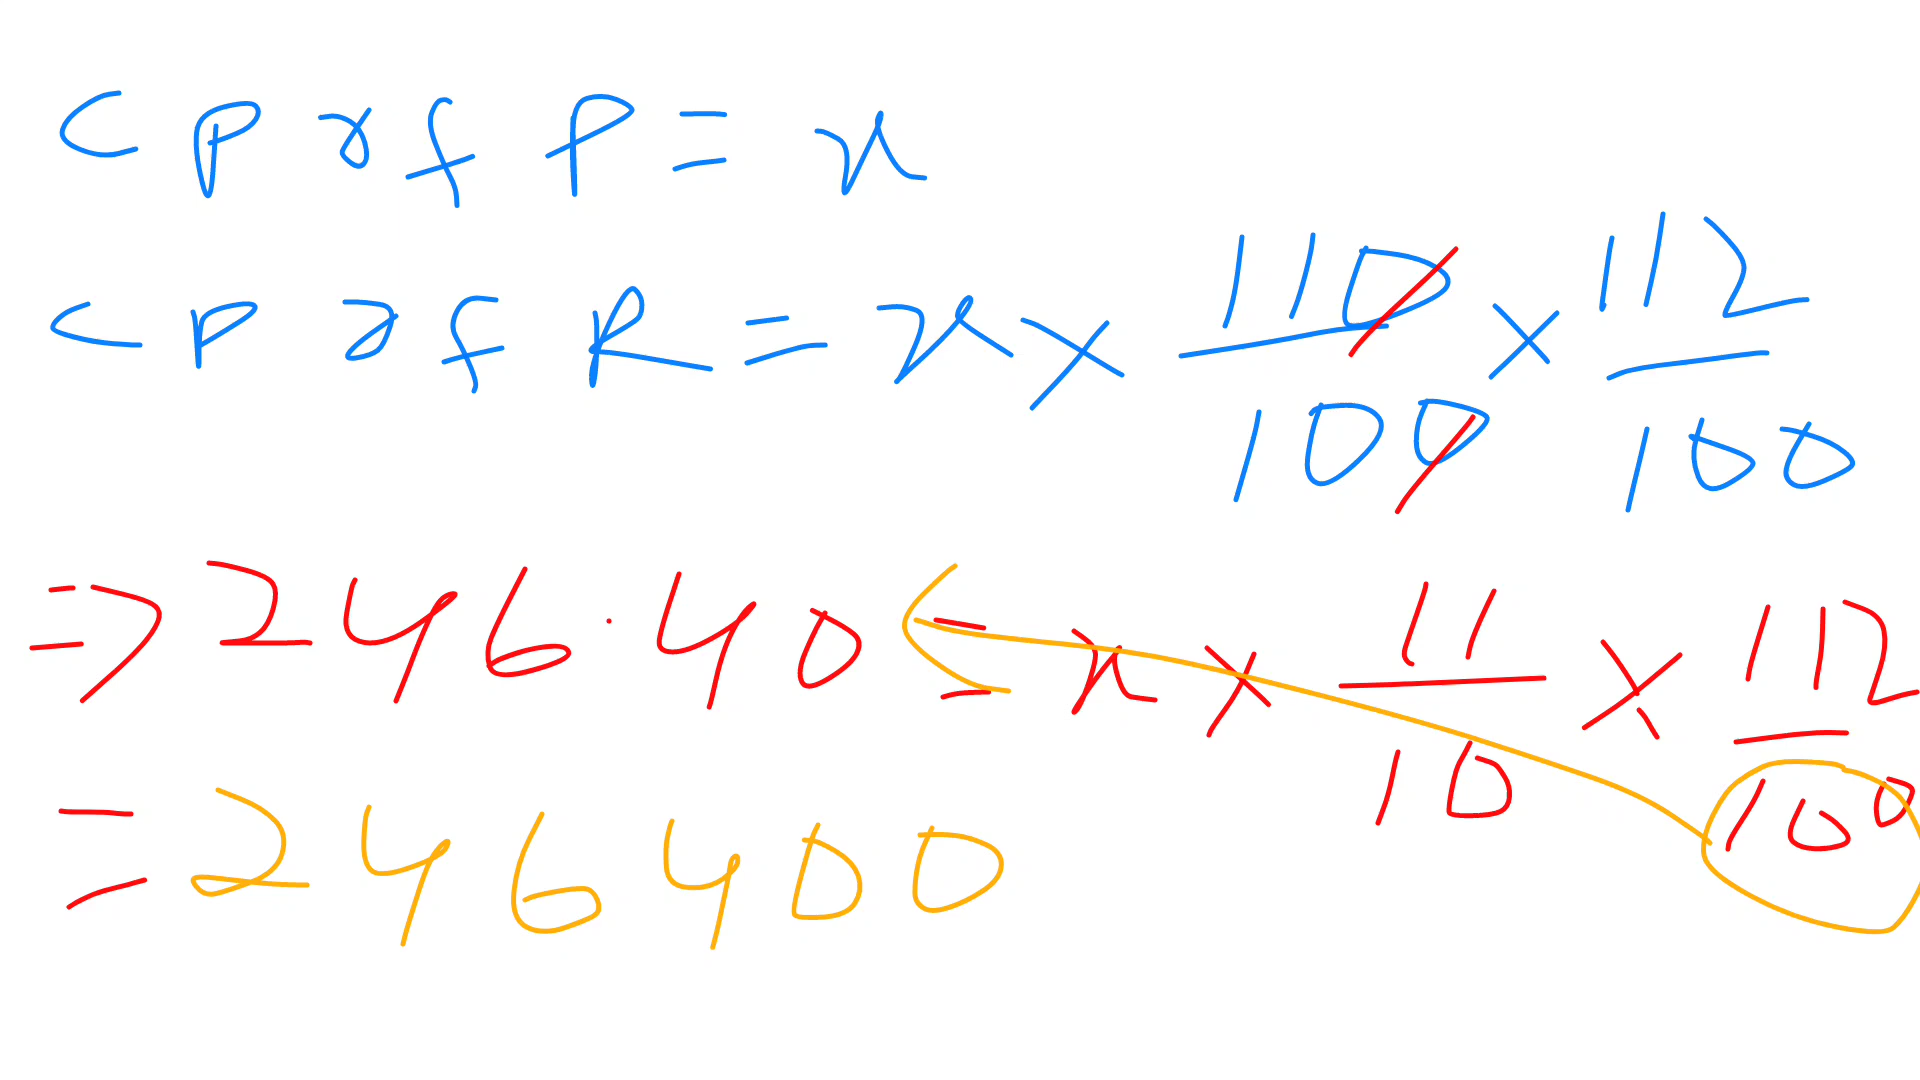 CP of P = x
CP of R = x × 110/100 × 112/100
⇒ 246.40 = x × 11/10 × 112/100
= 246400